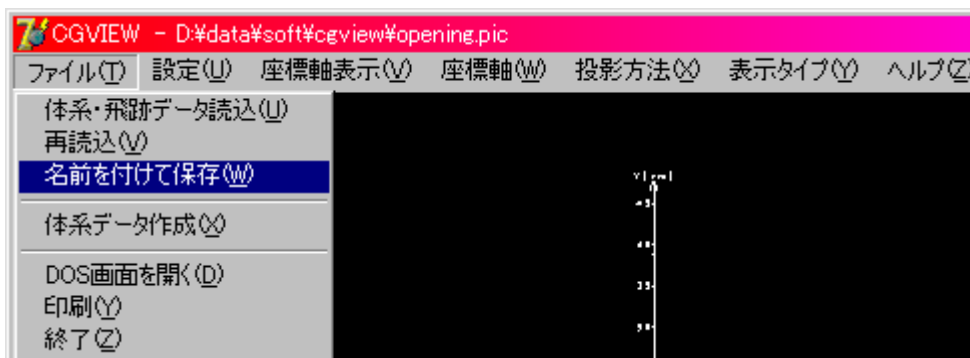 CGVIEW - D:¥data¥soft¥cgview¥opening.pic
ファイル(T) 設定(U) 座標軸表示(V) 座標軸(W) 投影方法(X) 表示タイプ(Y) ヘルプ(Z)
体系・飛跡データ読込(U)
再読込(V)
名前を付けて保存(W)
体系データ作成(X)
DOS画面を開く(D)
印刷(Y)
終了(Z)